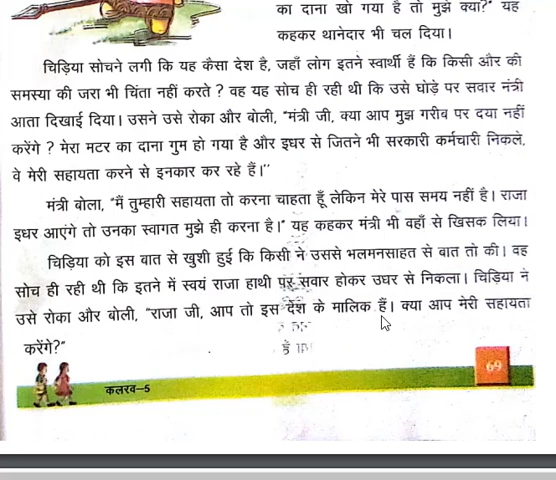 का दाना खो गया है तो मुझे क्या?" यह
कहकर थानेदार भी चल दिया।
चिड़िया सोचने लगी कि यह कैसा देश है, जहाँ लोग इतने स्वार्थी हैं कि किसी और की
समस्या की जरा भी चिंता नहीं करते ? वह यह सोच ही रही थी कि उसे घोड़े पर सवार मंत्री
आता दिखाई दिया। उसने उसे रोका और बोली, "मंत्री जी, क्या आप मुझ गरीब पर दया नहीं
करेंगे ? मेरा मटर का दाना गुम हो गया है और इधर से जितने भी सरकारी कर्मचारी निकले,
वे मेरी सहायता करने से इनकार कर रहे हैं।"
मंत्री बोला, "मैं तुम्हारी सहायता तो करना चाहता हूँ लेकिन मेरे पास समय नहीं है। राजा
इधर आएंगे तो उनका स्वागत मुझे ही करना है।" यह कहकर मंत्री भी वहाँ से खिसक लिया।
चिड़िया को इस बात से खुशी हुई कि किसी ने उससे भलमनसाहत से बात तो की। वह
सोच ही रही थी कि इतने में स्वयं राजा हाथी पर सवार होकर उधर से निकला। चिड़िया ने
उसे रोका और बोली, "राजा जी, आप तो इस देश के मालिक हैं। क्या आप मेरी सहायता
करेंगे?"
कलरव–5
69